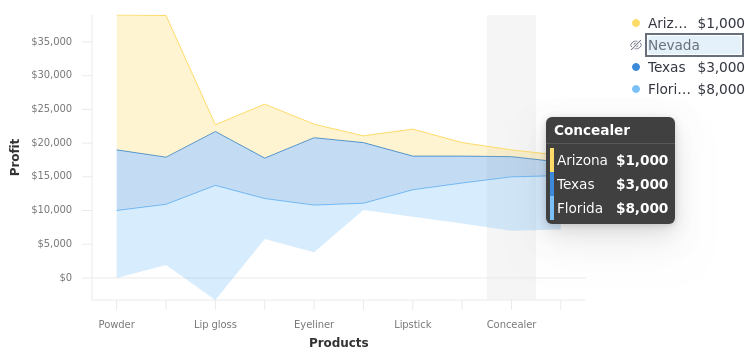 $35,000
$30,000
$25,000
$20,000
$15,000
$10,000
$5,000
$0
Profit
Powder
Lip gloss
Eyeliner
Lipstick
Concealer
Products
Ariz... $1,000
Nevada
Texas $3,000
Flori... $8,000
Concealer
Arizona $1,000
Texas $3,000
Florida $8,000